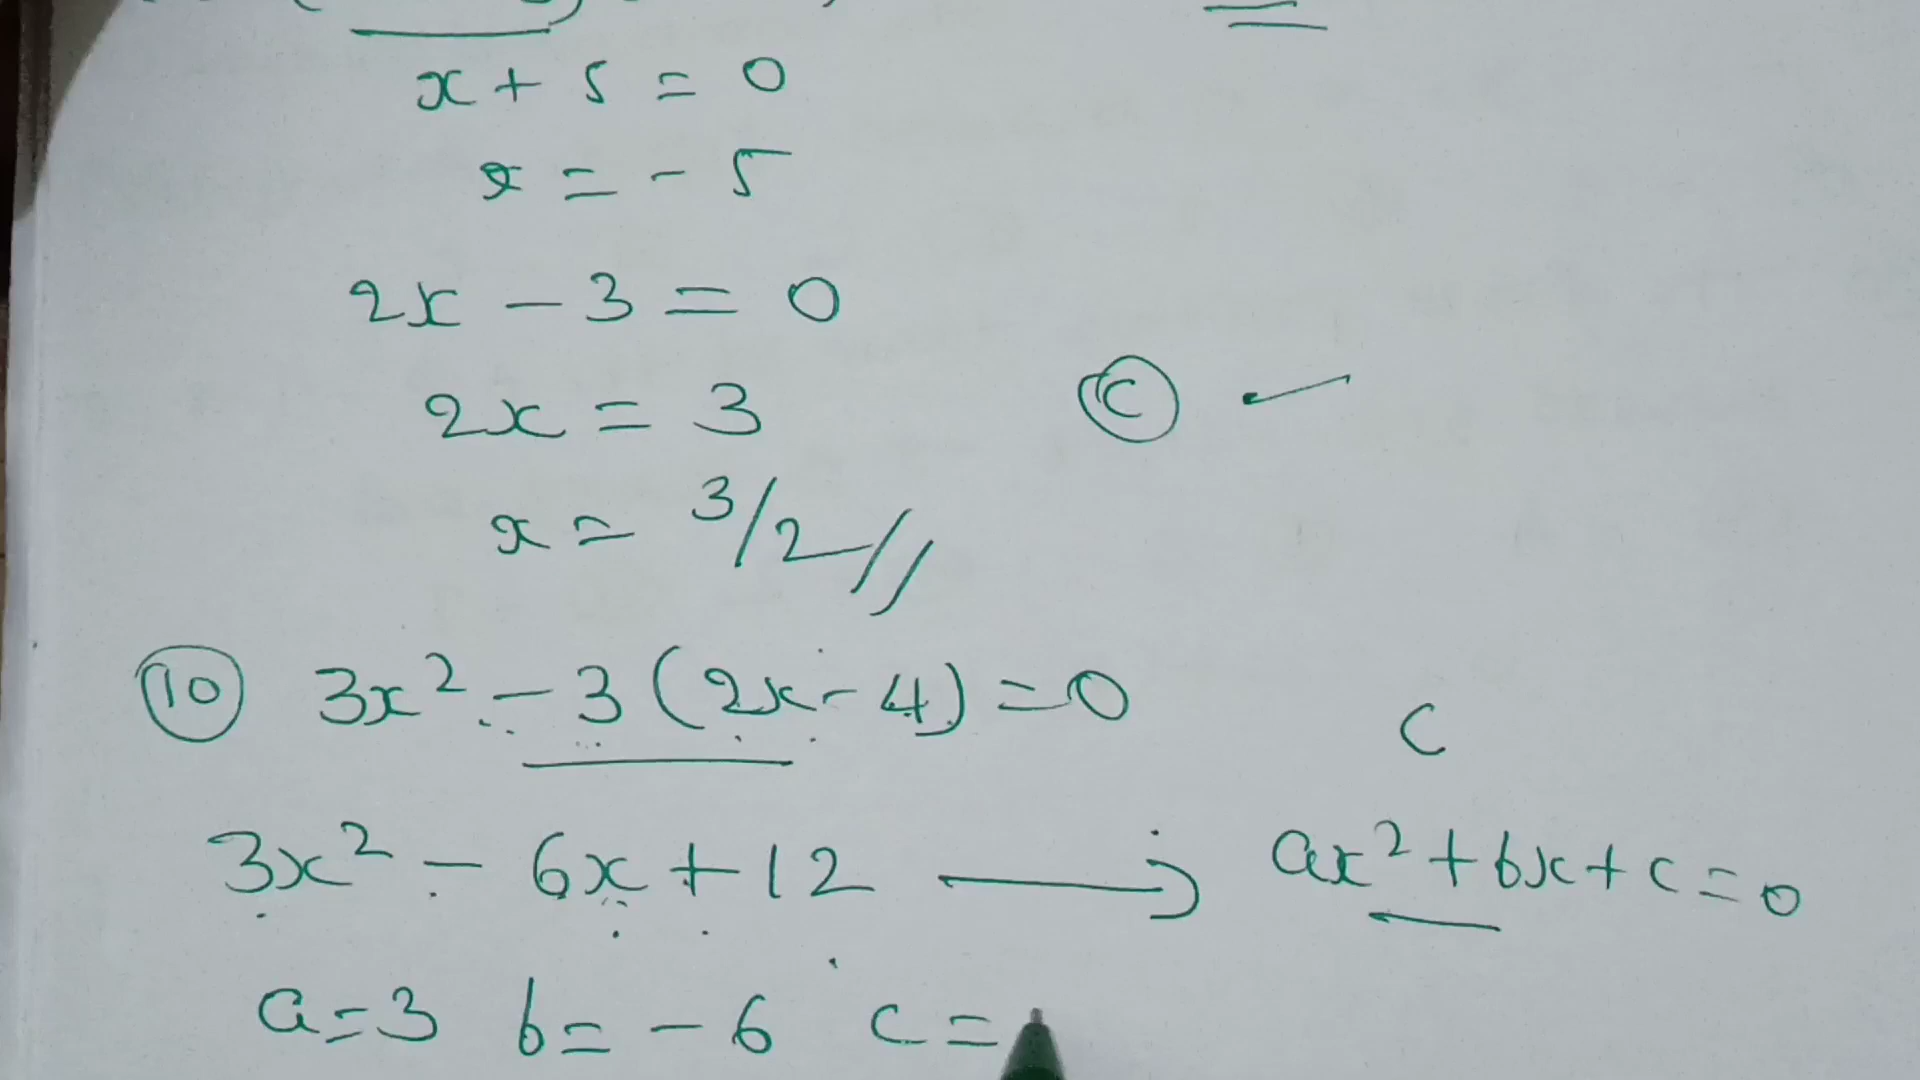 x + 5 = 0
x = - 5
2x - 3 = 0
2x = 3
C
x = 3/2 //
10 3x² - 3 (2x - 4) = 0
C
3x² - 6x + 12 → ax² + bx + c = 0
a = 3 b = - 6 c =